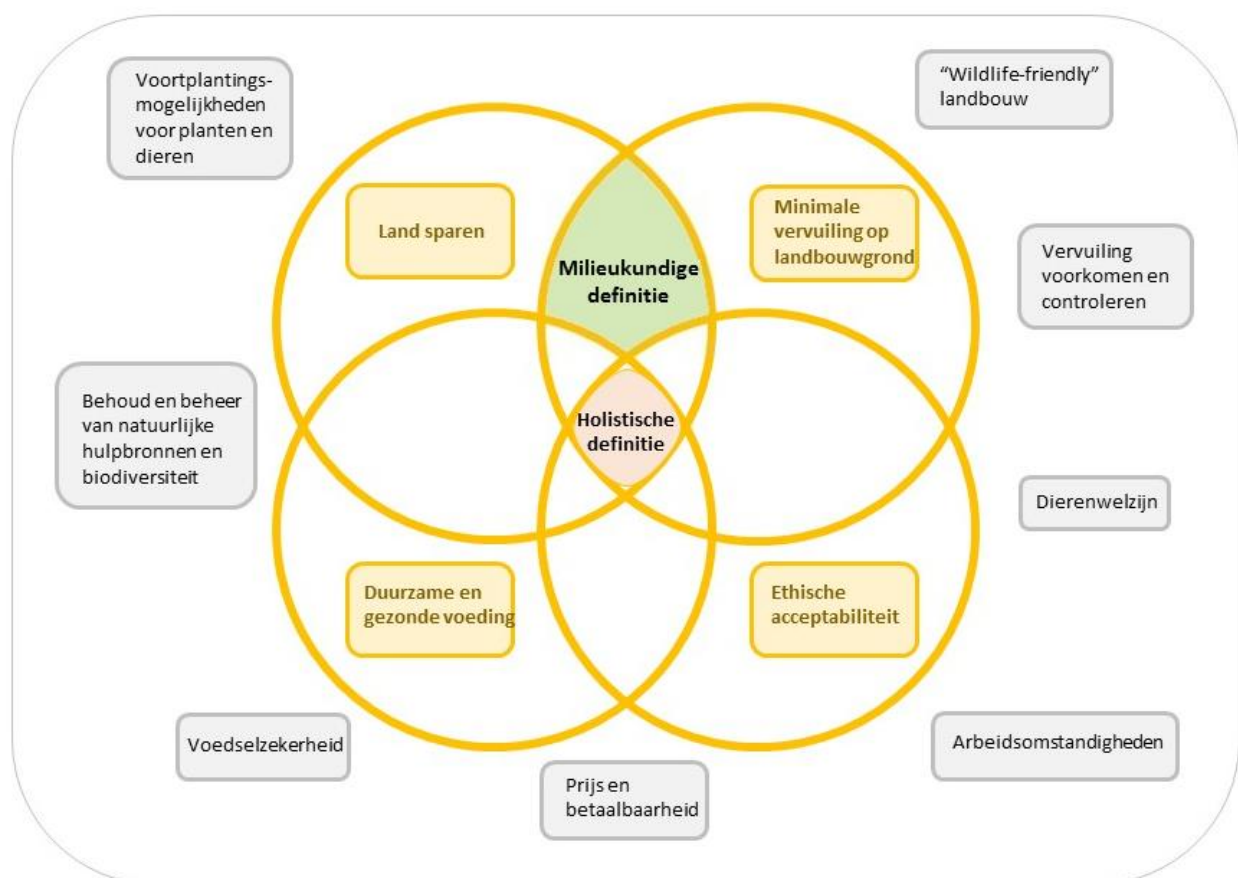 Voortplantings-
mogelijkheden
voor planten en
dieren
“Wildlife-friendly”
landbouw
Land sparen
Minimale
vervuiling op
landbouwgrond
Milieukundige
definitie
Vervuiling
voorkomen en
controleren
Behoud en beheer
van natuurlijke
hulpbronnen en
biodiversiteit
Holistische
definitie
Dierenwelzijn
Duurzame en
gezonde voeding
Ethische
acceptabiliteit
Voedselzekerheid
Prijs en
betaalbaarheid
Arbeidsomstandigheden